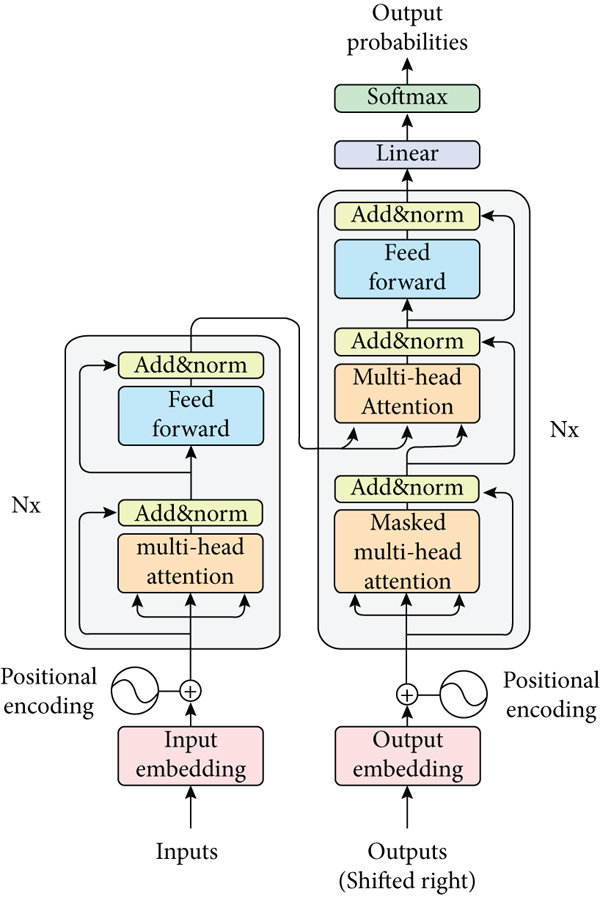 Output
probabilities
Softmax
Linear
Add&norm
Feed
forward
Add&norm
Multi-head
Attention
Add&norm
Masked
multi-head
attention
Nx
Add&norm
Feed
forward
Add&norm
multi-head
attention
Nx
Positional
encoding
Positional
encoding
Input
embedding
Output
embedding
Inputs
Outputs
(Shifted right)